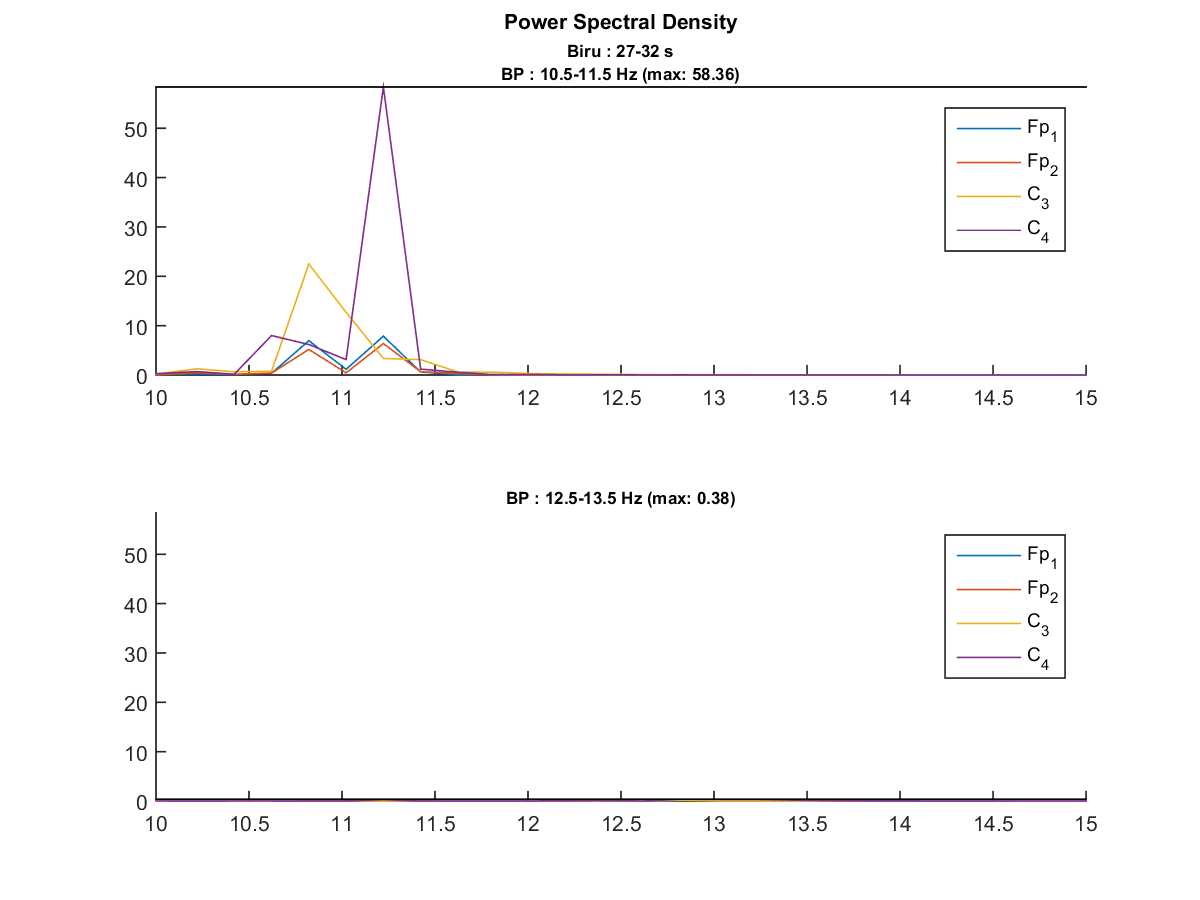 Power Spectral Density
Biru : 27-32 s
BP : 10.5-11.5 Hz (max: 58.36)
50
40
30
20
10
0
10 10.5 11 11.5 12 12.5 13 13.5 14 14.5 15
Fp1
Fp2
C3
C4
BP : 12.5-13.5 Hz (max: 0.38)
50
40
30
20
10
0
10 10.5 11 11.5 12 12.5 13 13.5 14 14.5 15
Fp1
Fp2
C3
C4